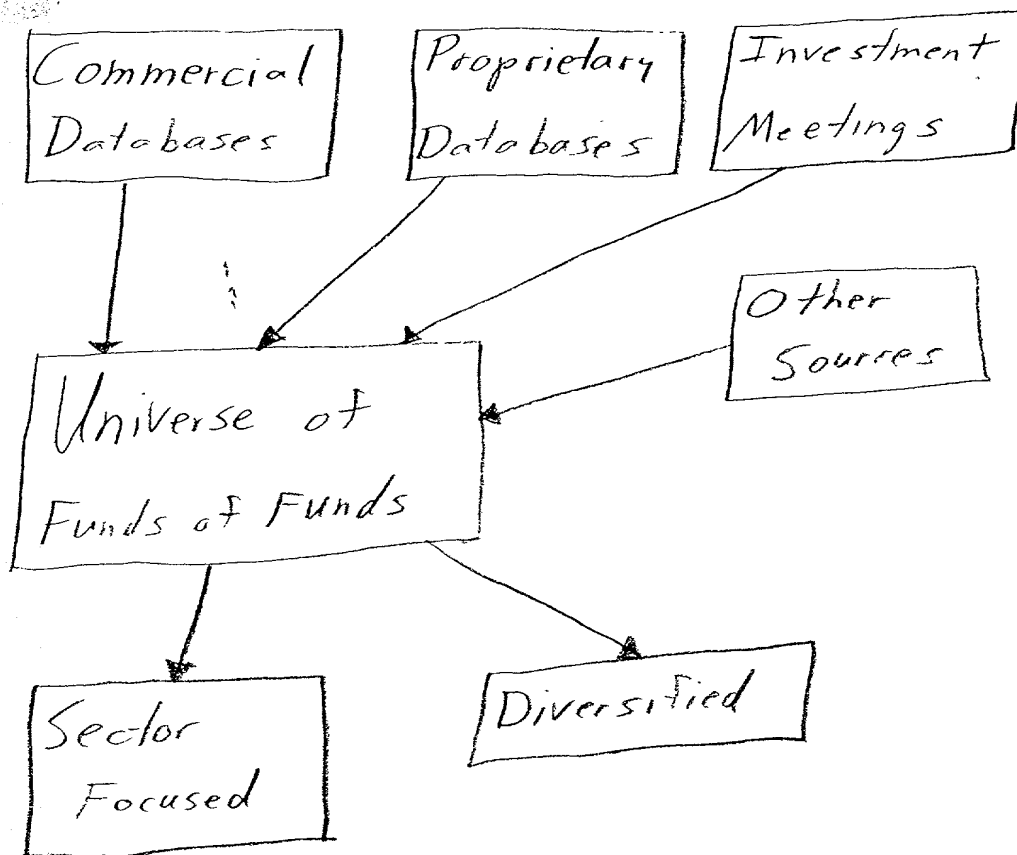 Commercial
Databases
Proprietary
Databases
Investment
Meetings
Other
Sources
Universe of
Funds of Funds
Sector
Focused
Diversified